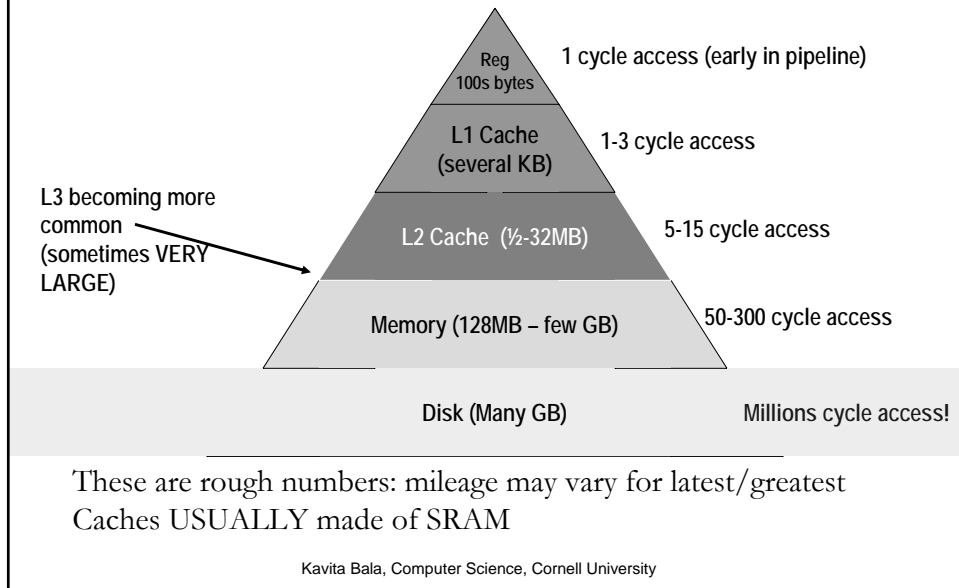 Reg
100s bytes
1 cycle access (early in pipeline)
L1 Cache
(several KB)
1-3 cycle access
L3 becoming more
common
(sometimes VERY
LARGE)
L2 Cache (½-32MB)
5-15 cycle access
Memory (128MB – few GB)
50-300 cycle access
Disk (Many GB)
Millions cycle access!
These are rough numbers: mileage may vary for latest/greatest
Caches USUALLY made of SRAM
Kavita Bala, Computer Science, Cornell University